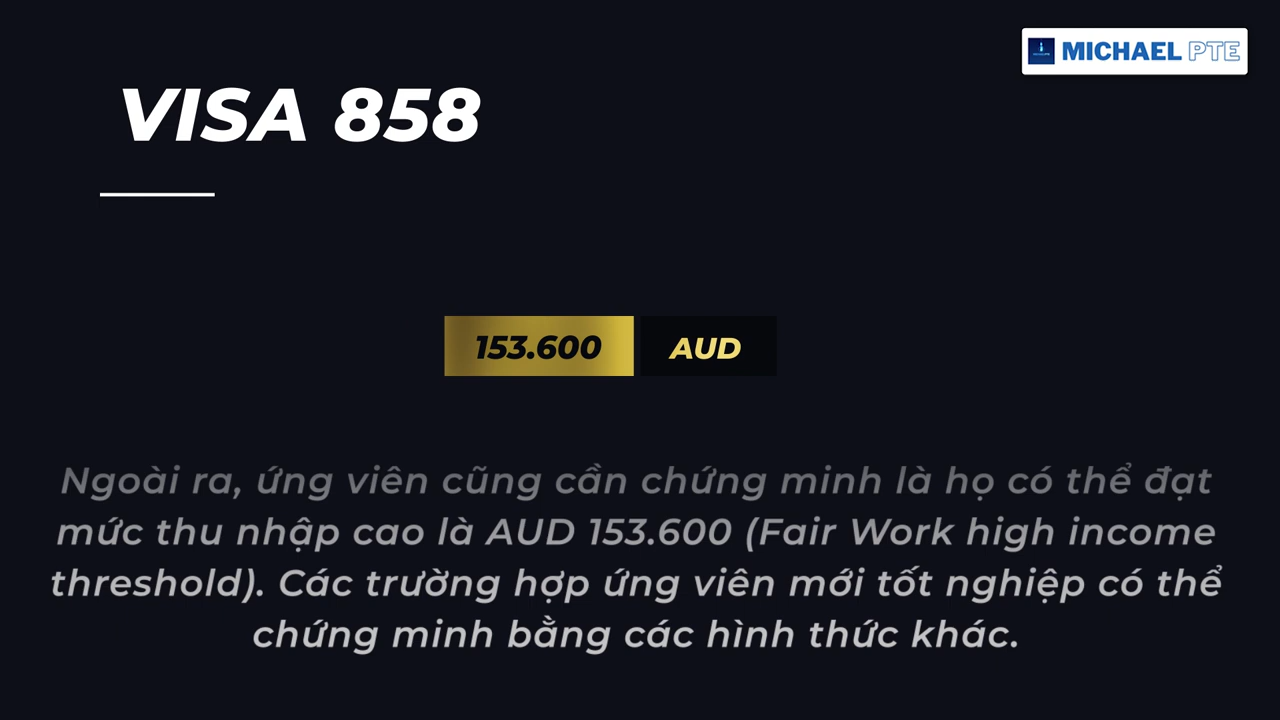 MICHAEL PTE
VISA 858
153.600 AUD
Ngoài ra, ứng viên cũng cần chứng minh là họ có thể đạt
mức thu nhập cao là AUD 153.600 (Fair Work high income
threshold). Các trường hợp ứng viên mới tốt nghiệp có thể
chứng minh bằng các hình thức khác.